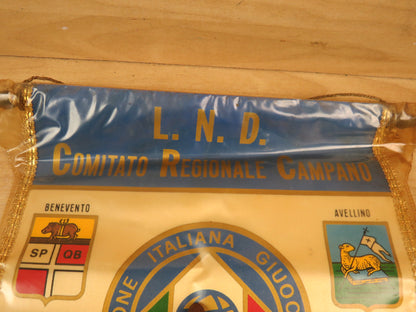 L. N. D.
COMITATO REGIONALE CAMPANO
BENEVENTO
AVELLINO
SP QB
ONE ITALIANA GIUOC